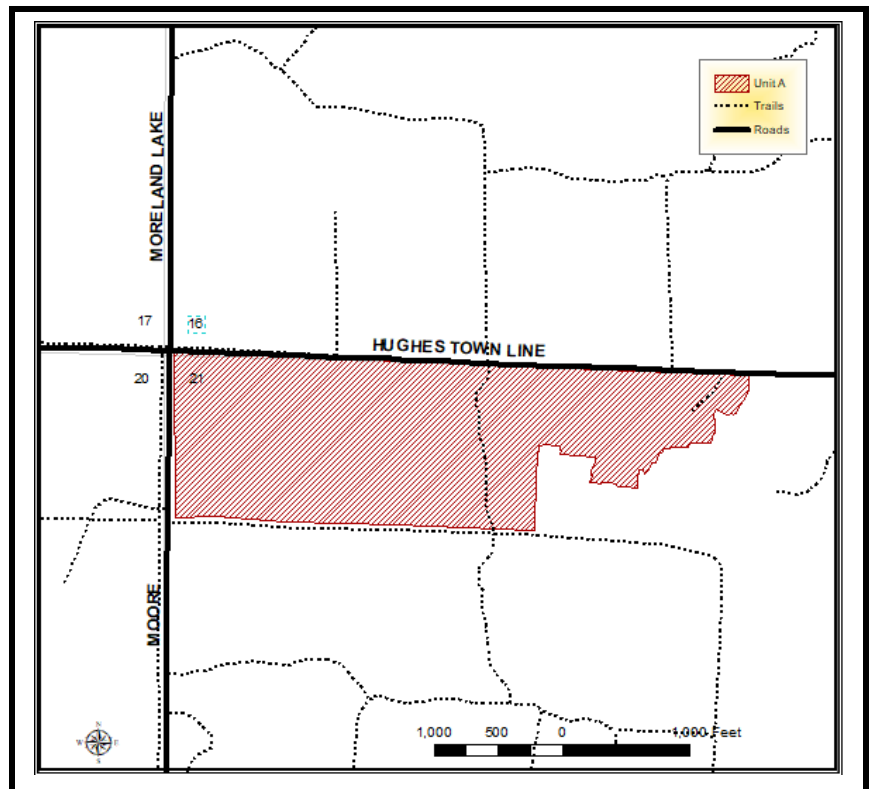 Unit A
Trails
Roads
MORELAND LAKE
17
16
HUGHES TOWN LINE
20
21
MOORE
N
W
E
S
1,000
500
0
1,000 Feet